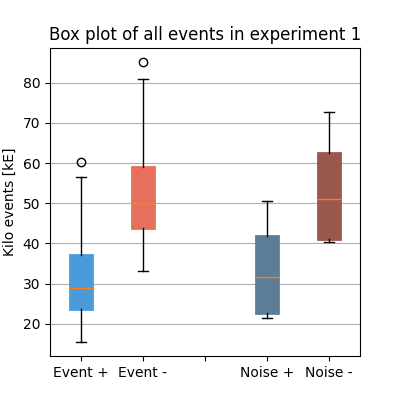 Box plot of all events in experiment 1
Kilo events [kE]
80
70
60
50
40
30
20
Event +
Event -
Noise +
Noise -